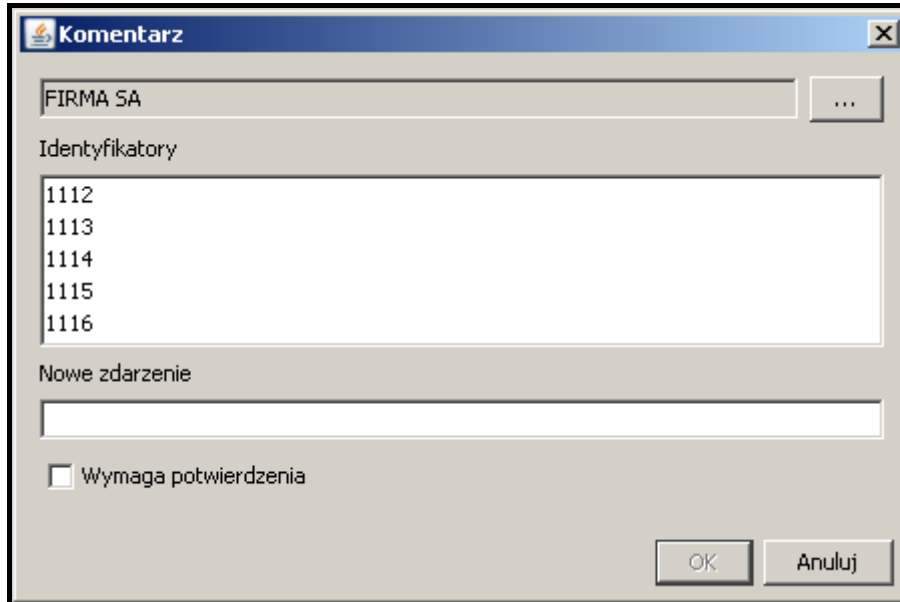 Komentarz
FIRMA SA
...
Identyfikatory
1112
1113
1114
1115
1116
Nowe zdarzenie
Wymaga potwierdzenia
OK
Anuluj